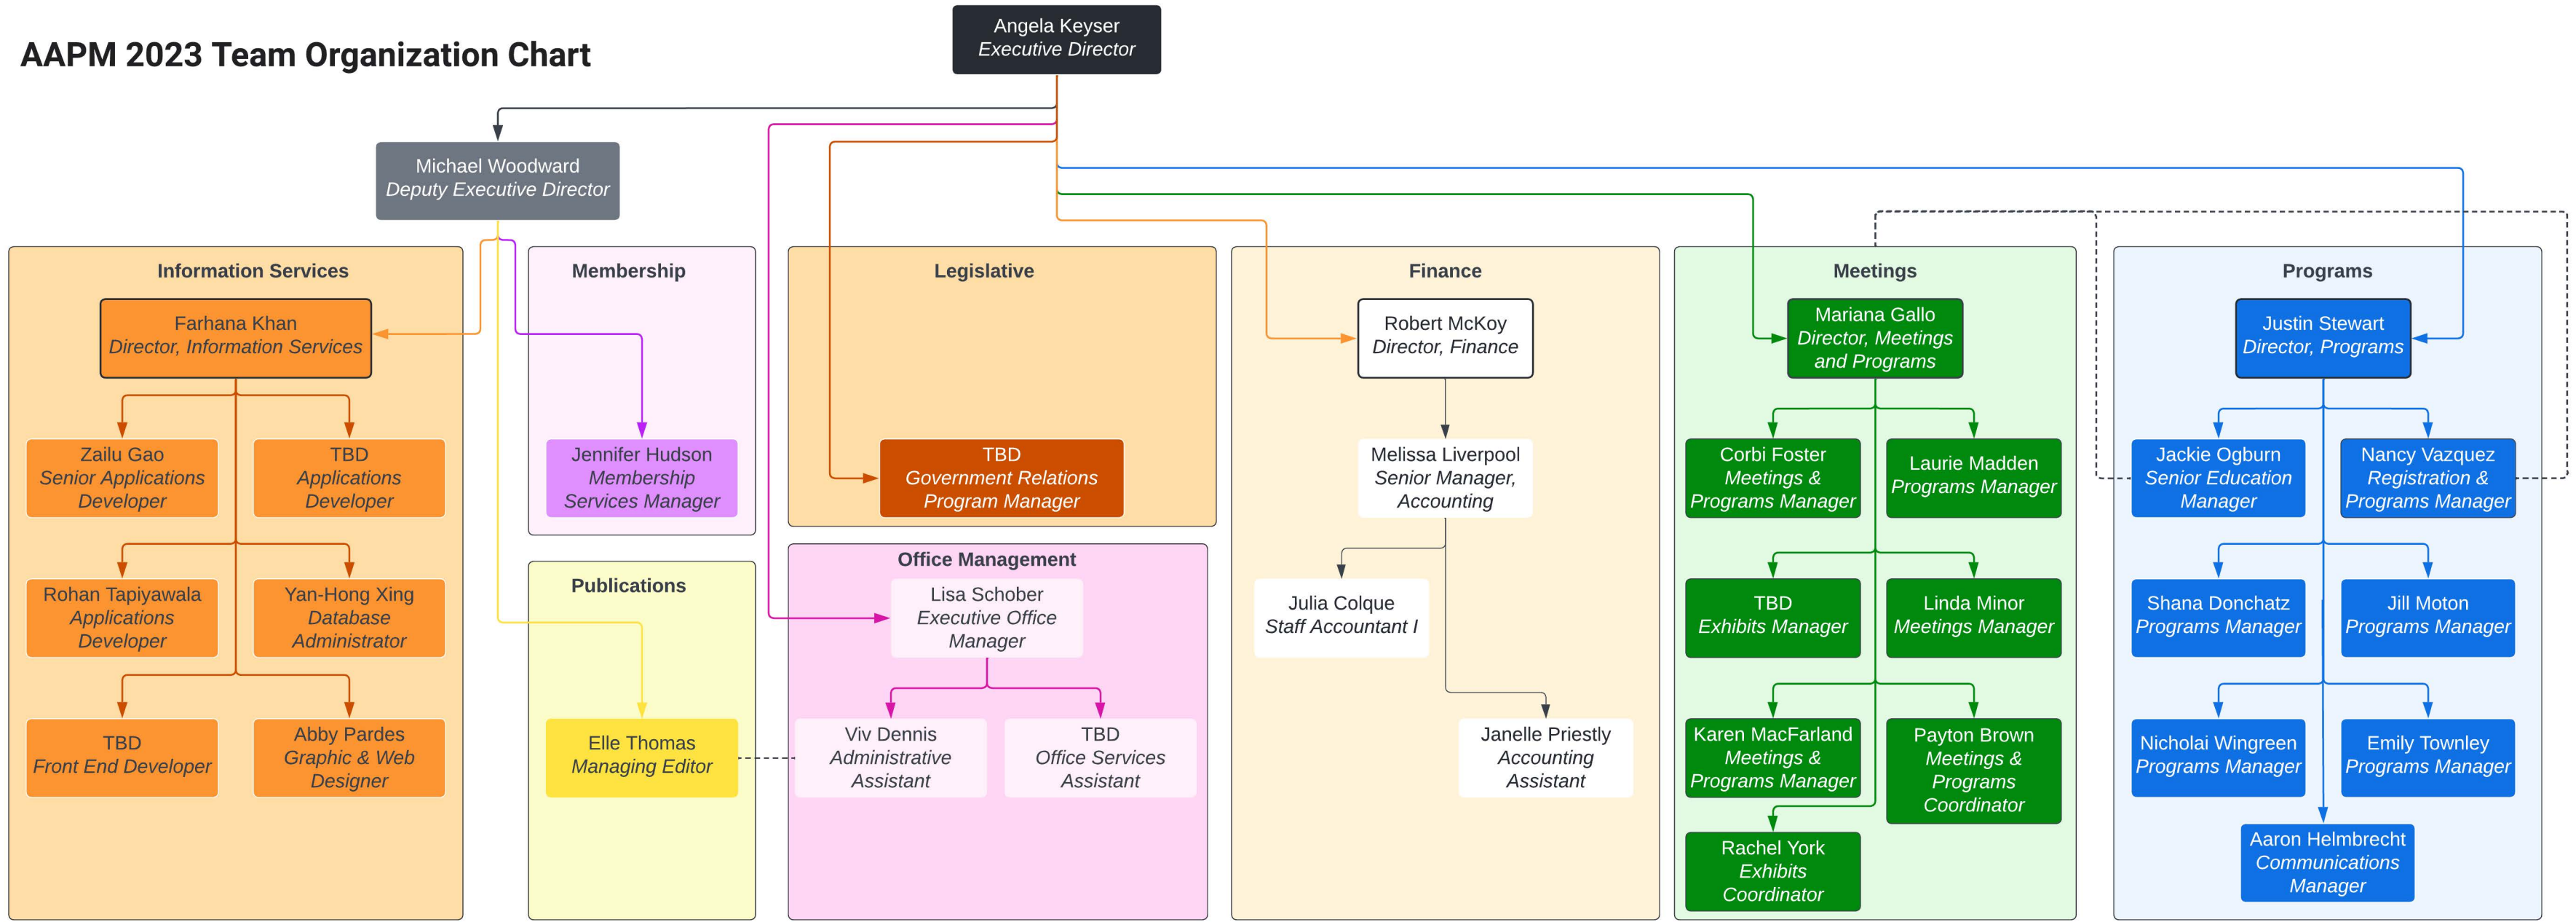 AAPM 2023 Team Organization Chart
Angela Keyser
Executive Director
Michael Woodward
Deputy Executive Director
Information Services
Farhana Khan
Director, Information Services
Zailu Gao
Senior Applications
Developer
TBD
Applications
Developer
Rohan Tapiyawala
Applications
Developer
Yan-Hong Xing
Database
Administrator
TBD
Front End Developer
Abby Pardes
Graphic & Web
Designer
Membership
Jennifer Hudson
Membership
Services Manager
Publications
Elle Thomas
Managing Editor
Legislative
TBD
Government Relations
Program Manager
Office Management
Lisa Schober
Executive Office
Manager
Viv Dennis
Administrative
Assistant
TBD
Office Services
Assistant
Finance
Robert McKoy
Director, Finance
Melissa Liverpool
Senior Manager,
Accounting
Julia Colque
Staff Accountant I
Janelle Priestly
Accounting
Assistant
Meetings
Mariana Gallo
Director, Meetings
and Programs
Corbi Foster
Meetings &
Programs Manager
Laurie Madden
Programs Manager
TBD
Exhibits Manager
Linda Minor
Meetings Manager
Karen MacFarland
Meetings &
Programs Manager
Payton Brown
Meetings &
Programs
Coordinator
Rachel York
Exhibits
Coordinator
Programs
Justin Stewart
Director, Programs
Jackie Ogburn
Senior Education
Manager
Nancy Vazquez
Registration &
Programs Manager
Shana Donchatz
Programs Manager
Jill Moton
Programs Manager
Nicholai Wingreen
Programs Manager
Emily Townley
Programs Manager
Aaron Helmbrecht
Communications
Manager